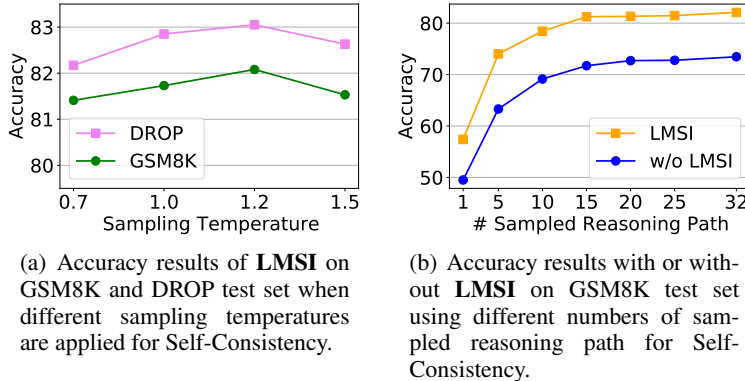 83
82
81
80
Accuracy
DROP
GSM8K
0.7 1.0 1.2 1.5
Sampling Temperature
(a) Accuracy results of LMSI on
GSM8K and DROP test set when
different sampling temperatures
are applied for Self-Consistency.
80
70
60
50
Accuracy
LMSI
w/o LMSI
1 5 10 15 20 25 32
# Sampled Reasoning Path
(b) Accuracy results with or with-
out LMSI on GSM8K test set
using different numbers of sam-
pled reasoning path for Self-
Consistency.